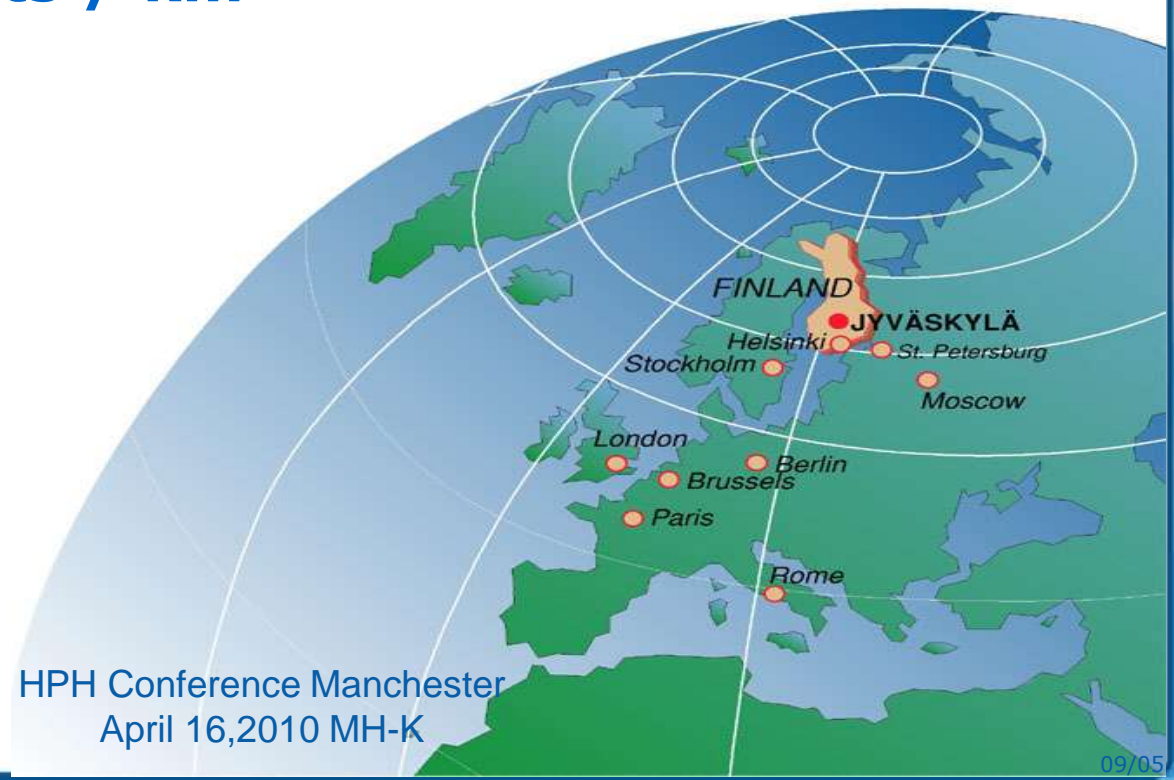 FINLAND
JYVÄSKYLÄ
Helsinki
St. Petersburg
Stockholm
Moscow
London
Berlin
Brussels
Paris
Rome
HPH Conference Manchester
April 16,2010 MH-K
09/05